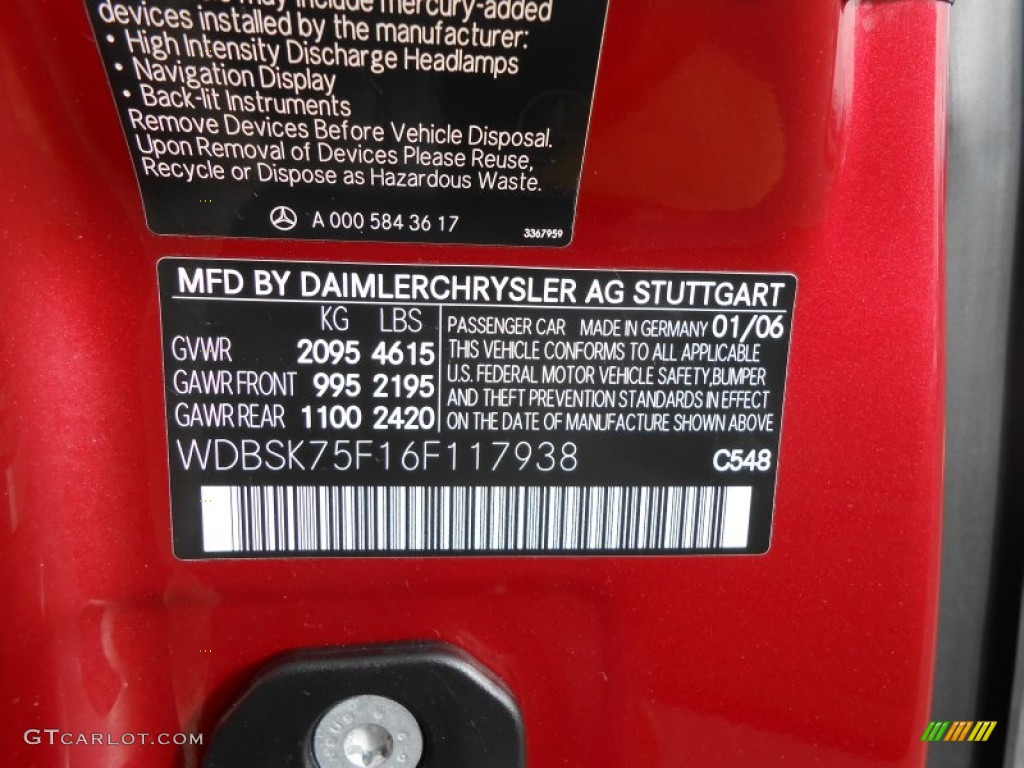 may include mercury-added
devices installed by the manufacturer:
• High Intensity Discharge Headlamps
• Navigation Display
• Back-lit Instruments
Remove Devices Before Vehicle Disposal.
Upon Removal of Devices Please Reuse,
Recycle or Dispose as Hazardous Waste.
A 000 584 36 17
3367959
MFD BY DAIMLERCHRYSLER AG STUTTGART
KG LBS
GVWR 2095 4615
GAWR FRONT 995 2195
GAWR REAR 1100 2420
PASSENGER CAR MADE IN GERMANY 01/06
THIS VEHICLE CONFORMS TO ALL APPLICABLE
U.S. FEDERAL MOTOR VEHICLE SAFETY,BUMPER
AND THEFT PREVENTION STANDARDS IN EFFECT
ON THE DATE OF MANUFACTURE SHOWN ABOVE
WDBSK75F16F117938
C548
GTCARLOT.COM